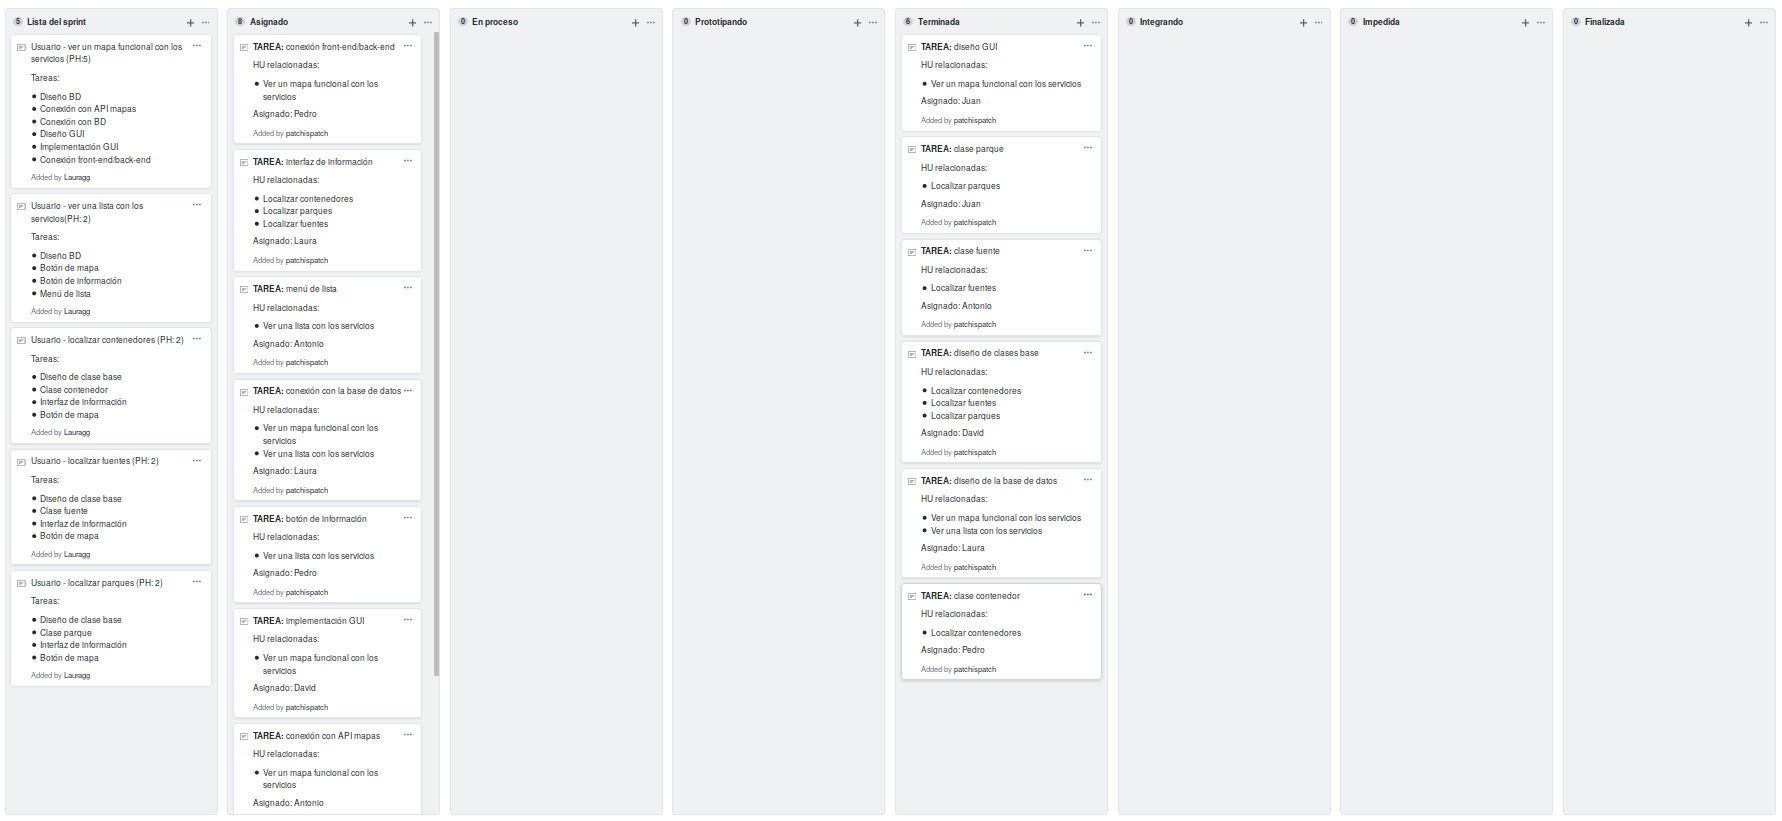 5 Lista del sprint
Usuario - ver un mapa funcional con los
servicios (PH:5)
Tareas:
Diseño BD
Conexión con API mapas
Conexión con BD
Diseño GUI
Implementación GUI
Conexión front-end/back-end
Added by Lauragg
Usuario - ver una lista con los
servicios(PH: 2)
Tareas:
Diseño BD
Botón de mapa
Botón de información
Menú de lista
Added by Lauragg
Usuario - localizar contenedores (PH: 2)
Tareas:
Diseño de clase base
Clase contenedor
Interfaz de información
Botón de mapa
Added by Lauragg
Usuario - localizar fuentes (PH: 2)
Tareas:
Diseño de clase base
Clase fuente
Interfaz de información
Botón de mapa
Added by Lauragg
Usuario - localizar parques (PH: 2)
Tareas:
Diseño de clase base
Clase parque
Interfaz de información
Botón de mapa
Added by Lauragg
8 Asignado
TAREA: conexión front-end/back-end
HU relacionadas:
Ver un mapa funcional con los
servicios
Asignado: Pedro
Added by patchispatch
TAREA: interfaz de información
HU relacionadas:
Localizar contenedores
Localizar parques
Localizar fuentes
Asignado: Laura
Added by patchispatch
TAREA: menú de lista
HU relacionadas:
Ver una lista con los servicios
Asignado: Antonio
Added by patchispatch
TAREA: conexión con la base de datos
HU relacionadas:
Ver un mapa funcional con los
servicios
Ver una lista con los servicios
Asignado: Laura
Added by patchispatch
TAREA: botón de información
HU relacionadas:
Ver una lista con los servicios
Asignado: Pedro
Added by patchispatch
TAREA: implementación GUI
HU relacionadas:
Ver un mapa funcional con los
servicios
Asignado: David
Added by patchispatch
TAREA: conexión con API mapas
HU relacionadas:
Ver un mapa funcional con los
servicios
Asignado: Antonio
0 En proceso
0 Prototipando
6 Terminada
TAREA: diseño GUI
HU relacionadas:
Ver un mapa funcional con los servicios
Asignado: Juan
Added by patchispatch
TAREA: clase parque
HU relacionadas:
Localizar parques
Asignado: Juan
Added by patchispatch
TAREA: clase fuente
HU relacionadas:
Localizar fuentes
Asignado: Antonio
Added by patchispatch
TAREA: diseño de clases base
HU relacionadas:
Localizar contenedores
Localizar fuentes
Localizar parques
Asignado: David
Added by patchispatch
TAREA: diseño de la base de datos
HU relacionadas:
Ver un mapa funcional con los servicios
Ver una lista con los servicios
Asignado: Laura
Added by patchispatch
TAREA: clase contenedor
HU relacionadas:
Localizar contenedores
Asignado: Pedro
Added by patchispatch
0 Integrando
0 Impedida
0 Finalizada